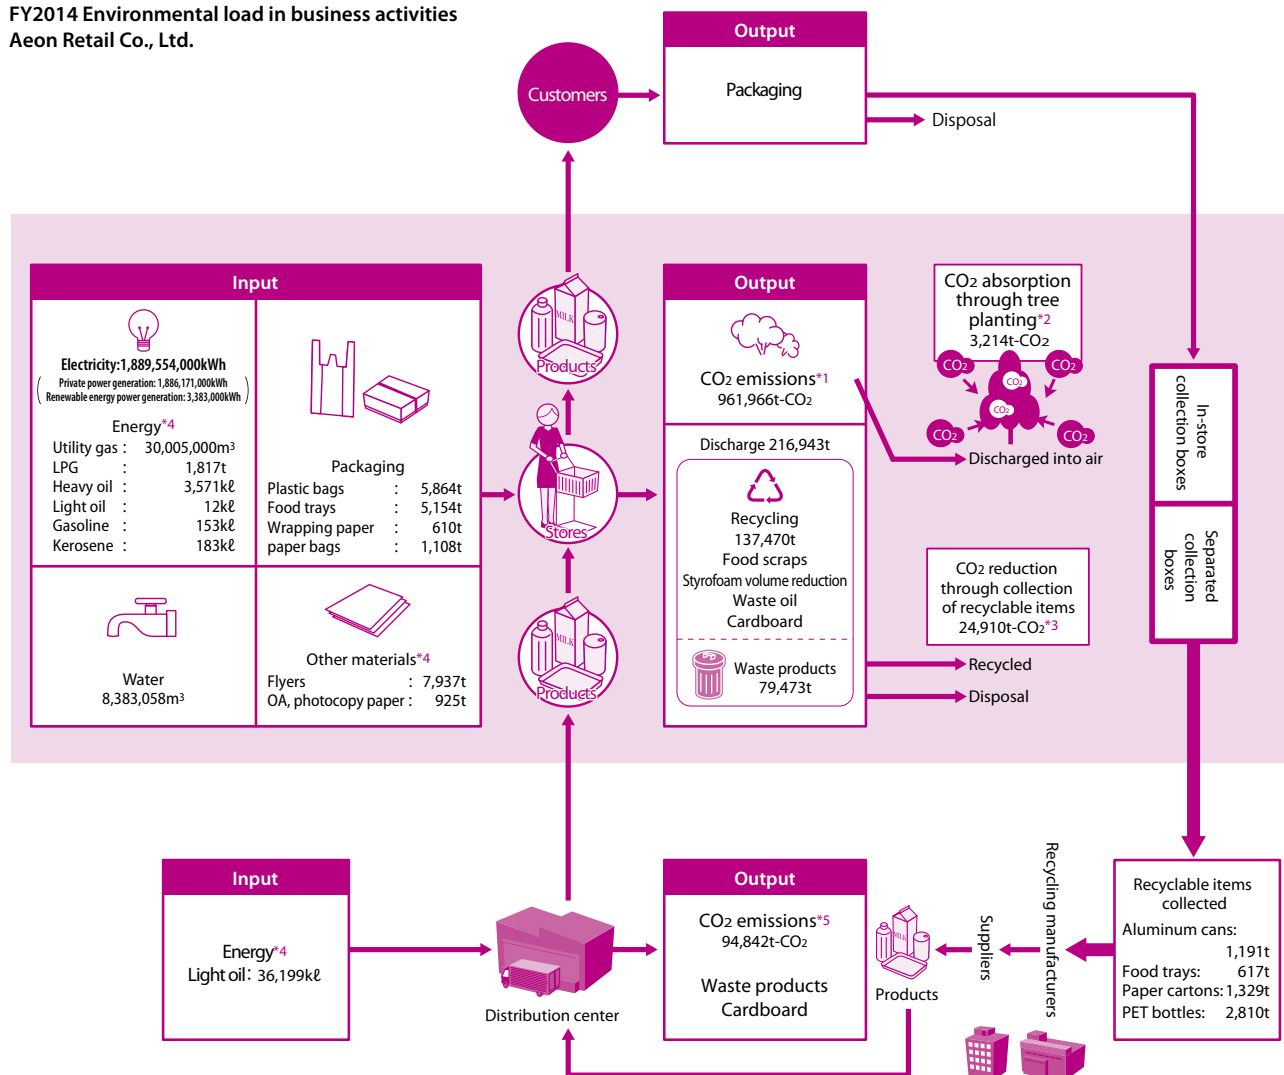 FY2014 Environmental load in business activities
Aeon Retail Co., Ltd.
Output
Packaging
Customers
Disposal
Input
Electricity:1,889,554,000kWh
(Private power generation: 1,886,171,000kWh
Renewable energy power generation: 3,383,000kWh)
Energy*4
Utility gas : 30,005,000m³
LPG : 1,817t
Heavy oil : 3,571kℓ
Light oil : 12kℓ
Gasoline : 153kℓ
Kerosene : 183kℓ
Packaging
Plastic bags : 5,864t
Food trays : 5,154t
Wrapping paper : 610t
paper bags : 1,108t
Water
8,383,058m³
Other materials*4
Flyers : 7,937t
OA, photocopy paper : 925t
MILK
Products
Stores
MILK
Products
Output
CO2 emissions*1
961,966t-CO2
Discharge 216,943t
Recycling
137,470t
Food scraps
Styrofoam volume reduction
Waste oil
Cardboard
Waste products
79,473t
CO2 absorption
through tree
planting*2
3,214t-CO2
CO2
CO2
CO2
CO2
CO2
CO2
Discharged into air
CO2 reduction
through collection
of recyclable items
24,910t-CO2*3
Recycled
Disposal
In-store
collection boxes
Separated
collection
boxes
Input
Energy*4
Light oil: 36,199kℓ
Distribution center
Output
CO2 emissions*5
94,842t-CO2
Waste products
Cardboard
MILK
Products
Suppliers
Recycling manufacturers
Recyclable items
collected
Aluminum cans:
1,191t
Food trays: 617t
Paper cartons: 1,329t
PET bottles: 2,810t